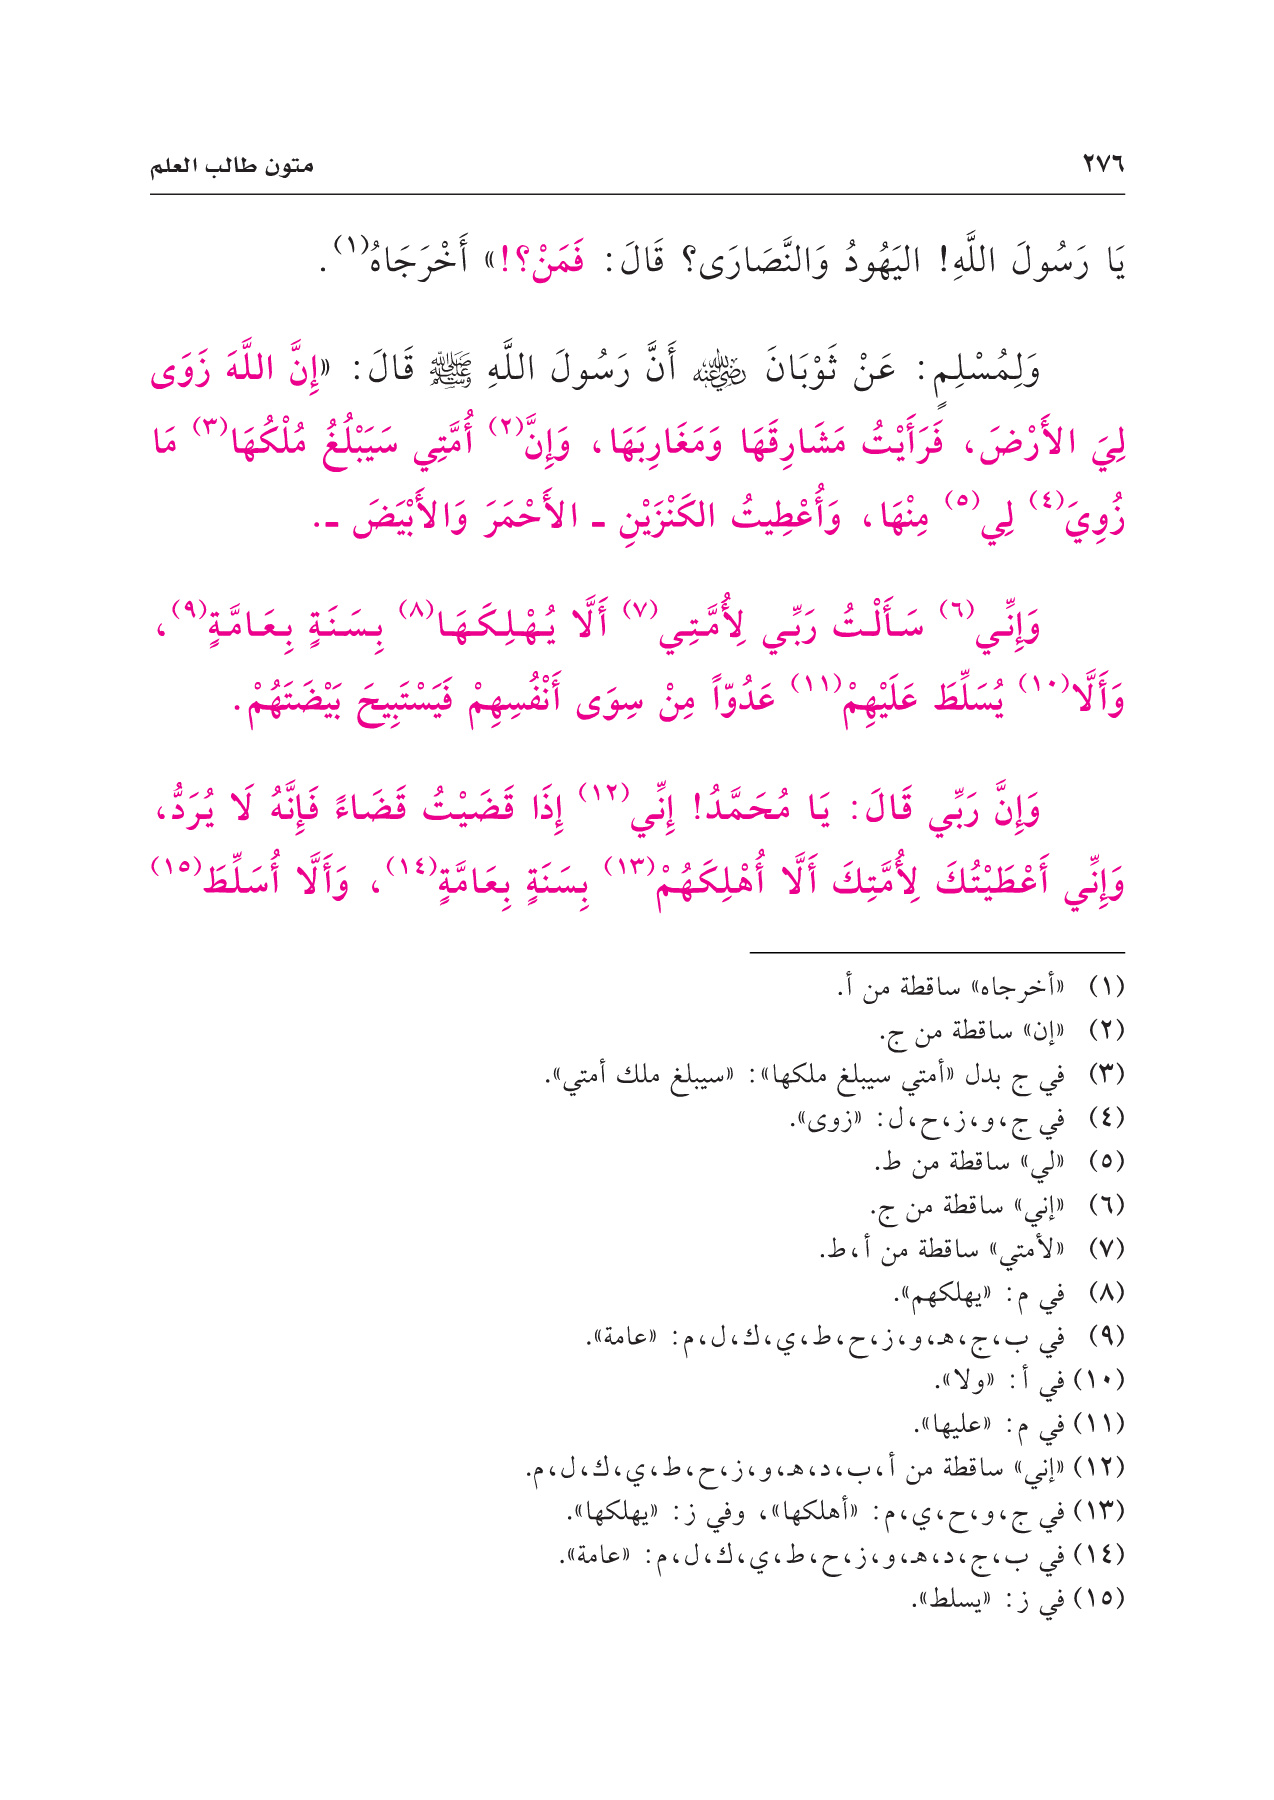 ٢٧٦
متون طالب العلم
يَا رَسُولَ اللَّهِ! اليَهُودُ وَالنَّصَارَى؟ قَالَ: فَمَنْ؟!» أَخْرَجَاهُ(١).
وَلِمُسْلِمٍ: عَنْ ثَوْبَانَ رضي الله عنه أَنَّ رَسُولَ اللَّهِ ﷺ قَالَ: «إِنَّ اللَّهَ زَوَى
لِيَ الأَرْضَ، فَرَأَيْتُ مَشَارِقَهَا وَمَغَارِبَهَا، وَإِنَّ(٢) أُمَّتِي سَيَبْلُغُ مُلْكُهَا(٣) مَا
زُوِيَ(٤) لِي(٥) مِنْهَا، وَأُعْطِيتُ الكَنْزَيْنِ ـ الأَحْمَرَ وَالأَبْيَضَ ـ.
وَإِنِّي(٦) سَأَلْتُ رَبِّي لِأُمَّتِي(٧) أَلَّا يُهْلِكَهَا(٨) بِسَنَةٍ بِعَامَّةٍ(٩)،
وَأَلَّا(١٠) يُسَلِّطَ عَلَيْهِمْ(١١) عَدُوّاً مِنْ سِوَى أَنْفُسِهِمْ فَيَسْتَبِيحَ بَيْضَتَهُمْ.
وَإِنَّ رَبِّي قَالَ: يَا مُحَمَّدُ! إِنِّي(١٢) إِذَا قَضَيْتُ قَضَاءً فَإِنَّهُ لَا يُرَدُّ،
وَإِنِّي أَعْطَيْتُكَ لِأُمَّتِكَ أَلَّا أُهْلِكَهُمْ(١٣) بِسَنَةٍ بِعَامَّةٍ(١٤)، وَأَلَّا أُسَلِّطَ(١٥)
(١) «أخرجاه» ساقطة من أ.
(٢) «إن» ساقطة من ج.
(٣) في ج بدل «أمتي سيبلغ ملكها»: «سيبلغ ملك أمتي».
(٤) في ج،و،ز،ح،ل: «زوى».
(٥) «لي» ساقطة من ط.
(٦) «إني» ساقطة من ج.
(٧) «لأمتي» ساقطة من أ،ط.
(٨) في م: «يهلكهم».
(٩) في ب،ج،هـ،و،ز،ح،ط،ي،ك،ل،م: «عامة».
(١٠) في أ: «ولا».
(١١) في م: «عليها».
(١٢) «إني» ساقطة من أ،ب،د،هـ،و،ز،ح،ط،ي،ك،ل،م.
(١٣) في ج،و،ح،ي،م: «أهلكها»، وفي ز: «يهلكها».
(١٤) في ب،ج،د،هـ،و،ز،ح،ط،ي،ك،ل،م: «عامة».
(١٥) في ز: «يسلط».